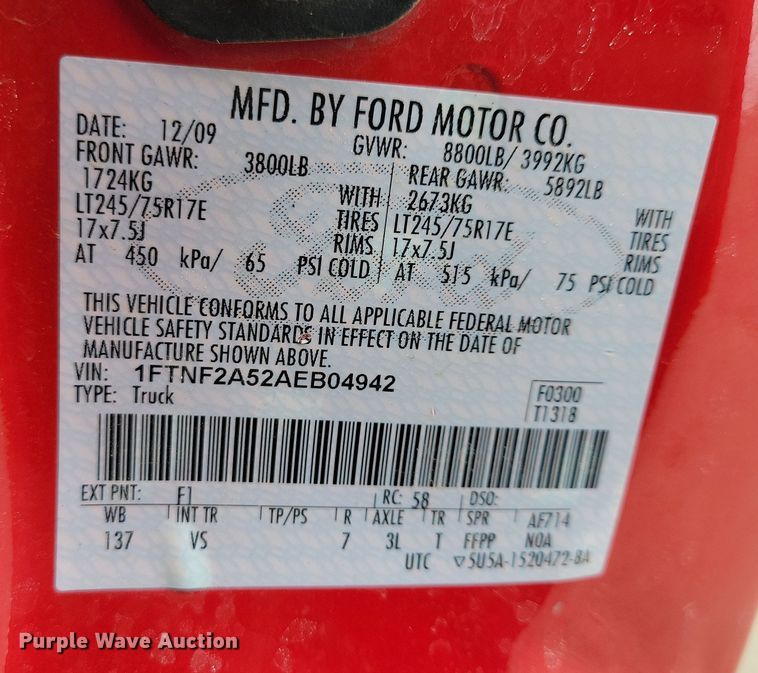 MFD. BY FORD MOTOR CO.
DATE: 12/09 GVWR: 8800LB/ 3992KG
FRONT GAWR: 3800LB REAR GAWR: 5892LB
1724KG WITH 2673KG WITH
LT245/75R17E TIRES LT245/75R17E TIRES
17x7.5J RIMS 17x7.5J RIMS
AT 450 kPa/ 65 PSI COLD AT 515 kPa/ 75 PSI COLD
THIS VEHICLE CONFORMS TO ALL APPLICABLE FEDERAL MOTOR
VEHICLE SAFETY STANDARDS IN EFFECT ON THE DATE OF
MANUFACTURE SHOWN ABOVE.
VIN: 1FTNF2A52AEB04942 F0300
TYPE: Truck T1318
EXT PNT: F1 RC: 58 DSO:
WB INT TR TP/PS R AXLE TR SPR AF714
137 VS 7 3L T FFPP N0A
UTC ▽5U5A-1520472-BA
Purple Wave Auction